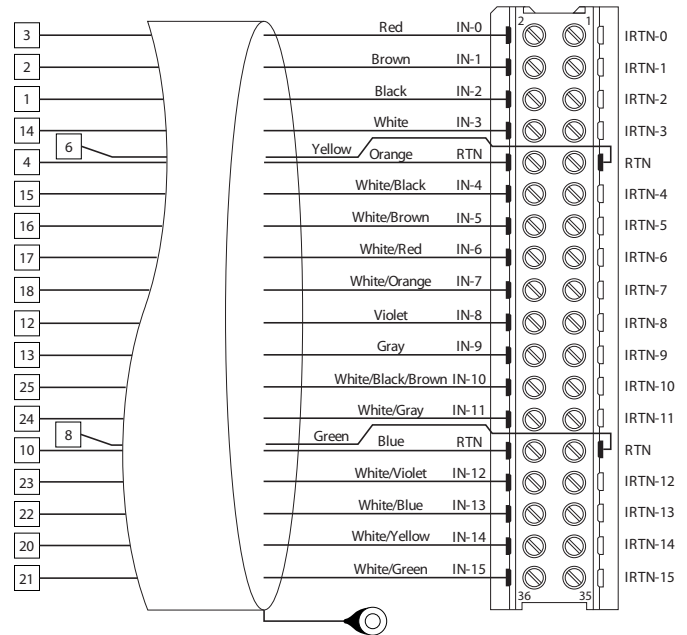 2 1
3 Red IN-0 IRTN-0
2 Brown IN-1 IRTN-1
1 Black IN-2 IRTN-2
14 White IN-3 IRTN-3
6 Yellow
4 Orange RTN RTN
15 White/Black IN-4 IRTN-4
16 White/Brown IN-5 IRTN-5
17 White/Red IN-6 IRTN-6
18 White/Orange IN-7 IRTN-7
12 Violet IN-8 IRTN-8
13 Gray IN-9 IRTN-9
25 White/Black/Brown IN-10 IRTN-10
24 White/Gray IN-11 IRTN-11
8 Green
10 Blue RTN RTN
23 White/Violet IN-12 IRTN-12
22 White/Blue IN-13 IRTN-13
20 White/Yellow IN-14 IRTN-14
21 White/Green IN-15 IRTN-15
36 35